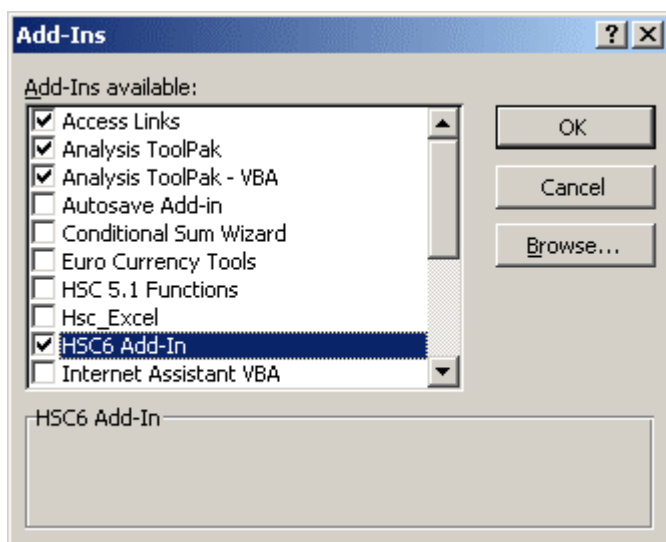 Add-Ins
Add-Ins available:
Access Links
Analysis ToolPak
Analysis ToolPak - VBA
Autosave Add-in
Conditional Sum Wizard
Euro Currency Tools
HSC 5.1 Functions
Hsc_Excel
HSC6 Add-In
Internet Assistant VBA
OK
Cancel
Browse...
HSC6 Add-In